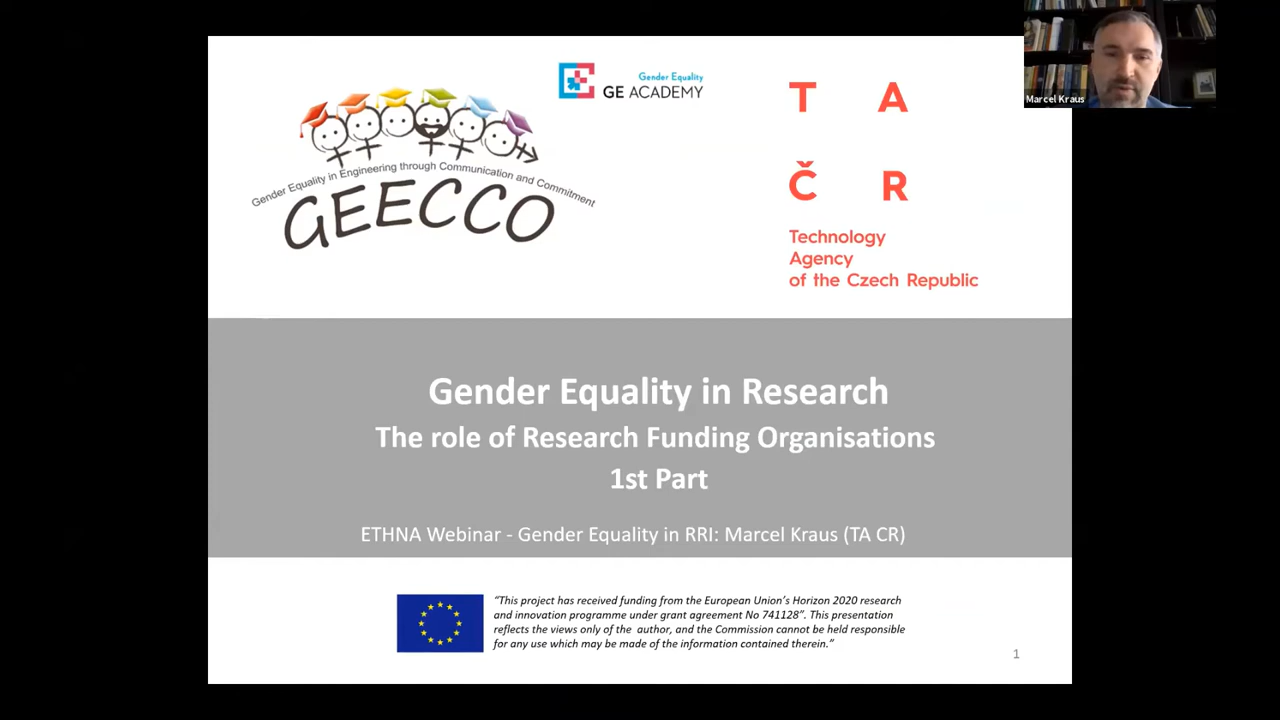 Marcel Kraus
Gender Equality
GE ACADEMY
T A
Č R
Technology
Agency
of the Czech Republic
Gender Equality in Engineering through Communication and Commitment
GEECCO
Gender Equality in Research
The role of Research Funding Organisations
1st Part
ETHNA Webinar - Gender Equality in RRI: Marcel Kraus (TA CR)
“This project has received funding from the European Union’s Horizon 2020 research
and innovation programme under grant agreement No 741128”. This presentation
reflects the views only of the author, and the Commission cannot be held responsible
for any use which may be made of the information contained therein.”
1